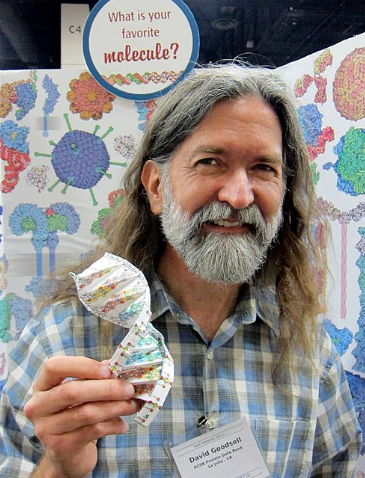 C4
What is your
favorite
molecule?
David Goodsell
RCSB Protein Data Bank
La Jolla, CA